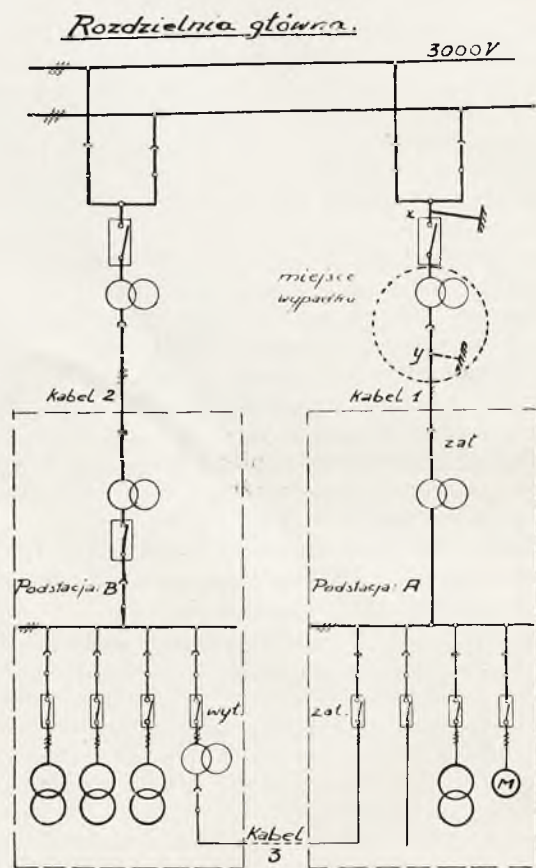 Rozdzielnia główna.
3000V
x
miejsce
wypadku
y
Kabel 2
Kabel 1
zał
Podstacja: B
Podstacja: A
wył.
zał.
M
Kabel
3